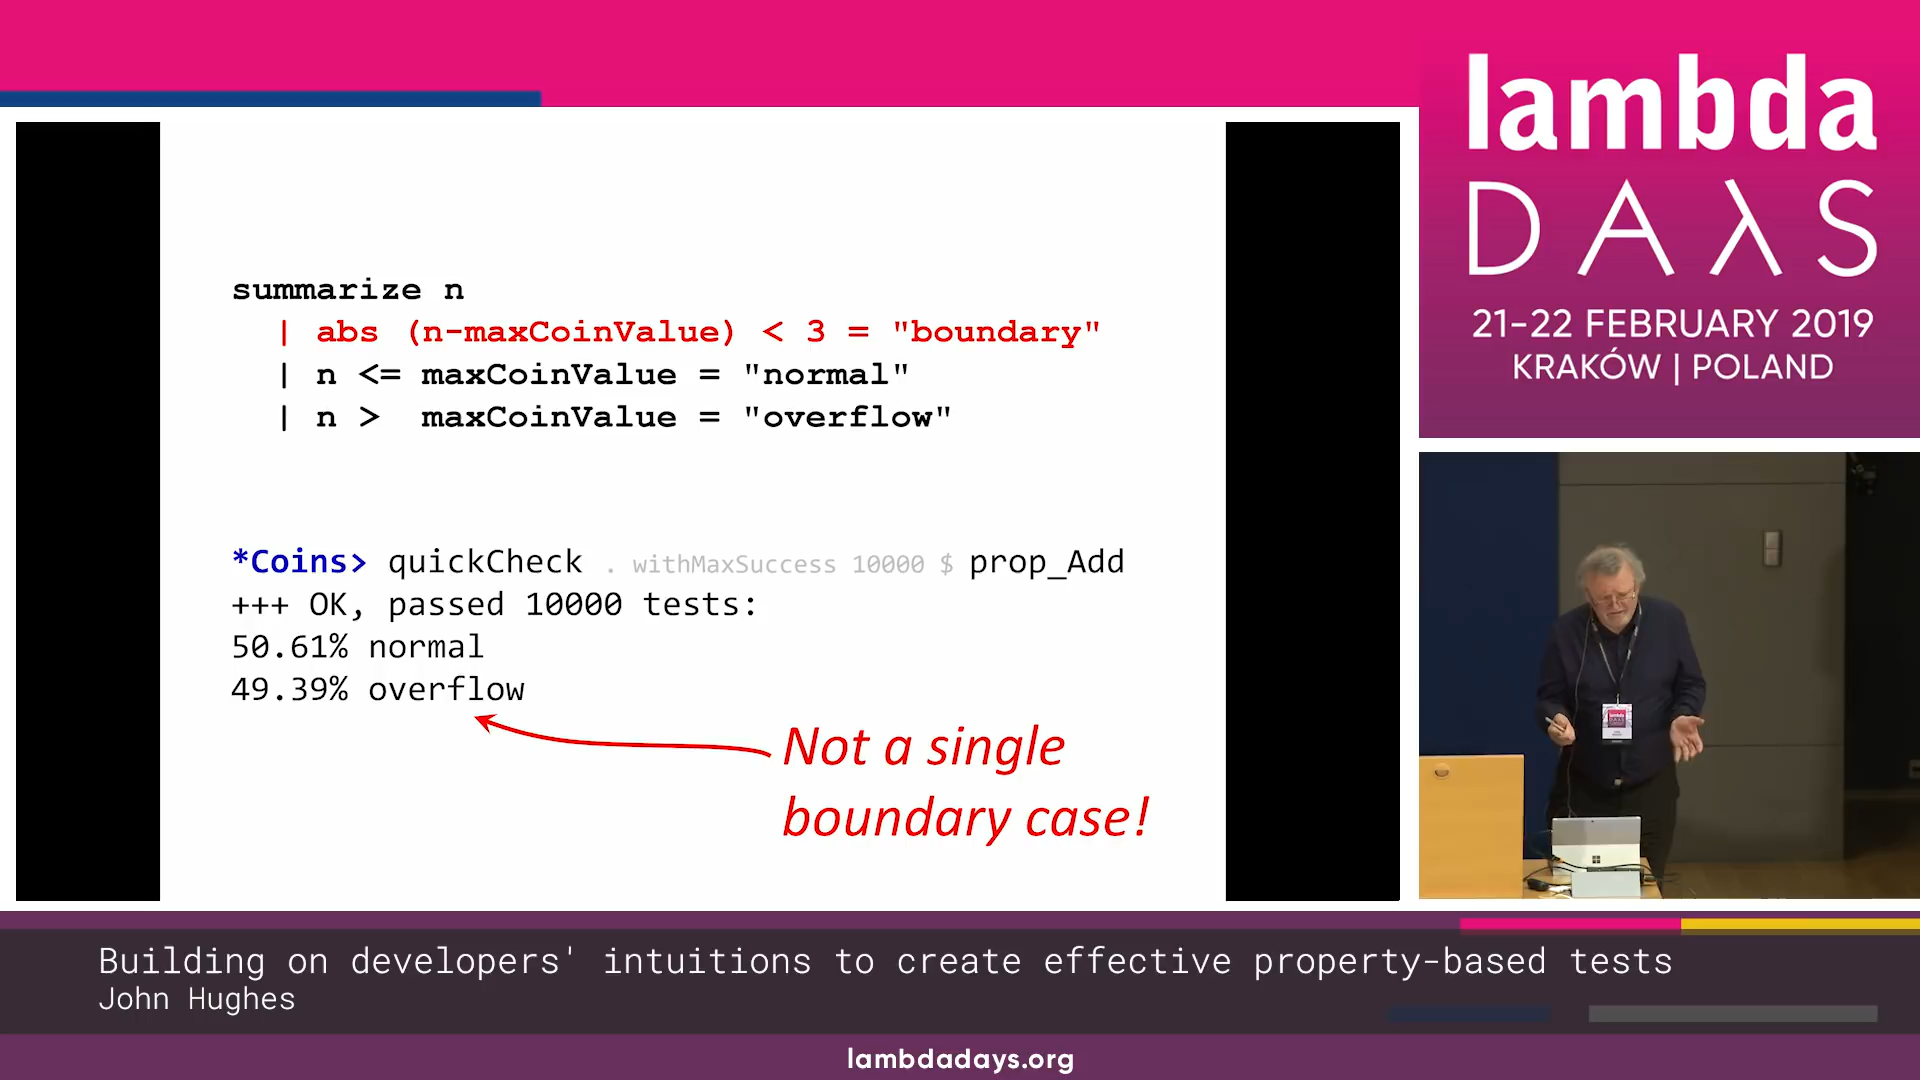 lambda
DAλS
21-22 FEBRUARY 2019
KRAKÓW | POLAND
summarize n
| abs (n-maxCoinValue) < 3 = "boundary"
| n <= maxCoinValue = "normal"
| n > maxCoinValue = "overflow"
*Coins> quickCheck . withMaxSuccess 10000 $ prop_Add
+++ OK, passed 10000 tests:
50.61% normal
49.39% overflow
Not a single
boundary case!
lambda
DAλS
Building on developers' intuitions to create effective property-based tests
John Hughes
lambdadays.org